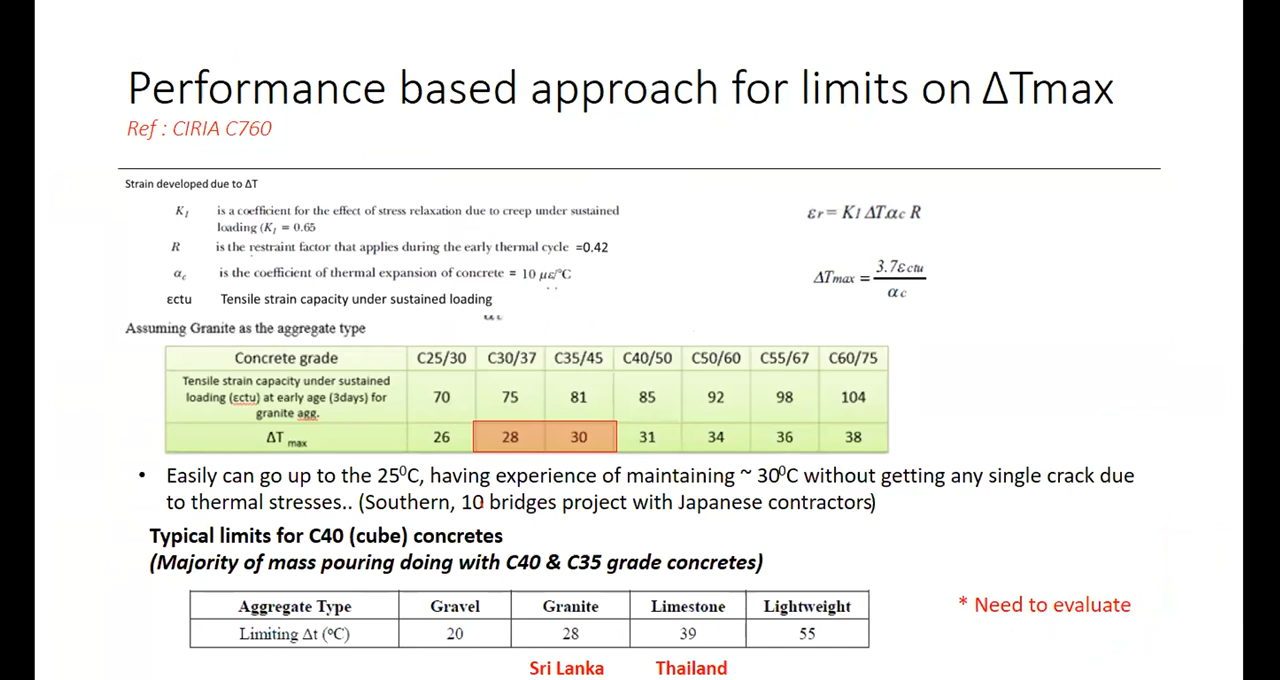 Performance based approach for limits on ΔTmax
Ref : CIRIA C760
Strain developed due to ΔT
K₁ is a coefficient for the effect of stress relaxation due to creep under sustained
loading (K₁ = 0.65
R is the restraint factor that applies during the early thermal cycle =0.42
αc is the coefficient of thermal expansion of concrete = 10 με/°C
εctu Tensile strain capacity under sustained loading
εr = K1 ΔT αc R
ΔTmax = 3.7εctu / αc
Assuming Granite as the aggregate type
Concrete grade C25/30 C30/37 C35/45 C40/50 C50/60 C55/67 C60/75
Tensile strain capacity under sustained
loading (εctu) at early age (3days) for
granite agg.
70 75 81 85 92 98 104
ΔT max 26 28 30 31 34 36 38
• Easily can go up to the 25⁰C, having experience of maintaining ~ 30⁰C without getting any single crack due
to thermal stresses.. (Southern, 10 bridges project with Japanese contractors)
Typical limits for C40 (cube) concretes
(Majority of mass pouring doing with C40 & C35 grade concretes)
Aggregate Type Gravel Granite Limestone Lightweight
Limiting Δt (°C) 20 28 39 55
* Need to evaluate
Sri Lanka Thailand